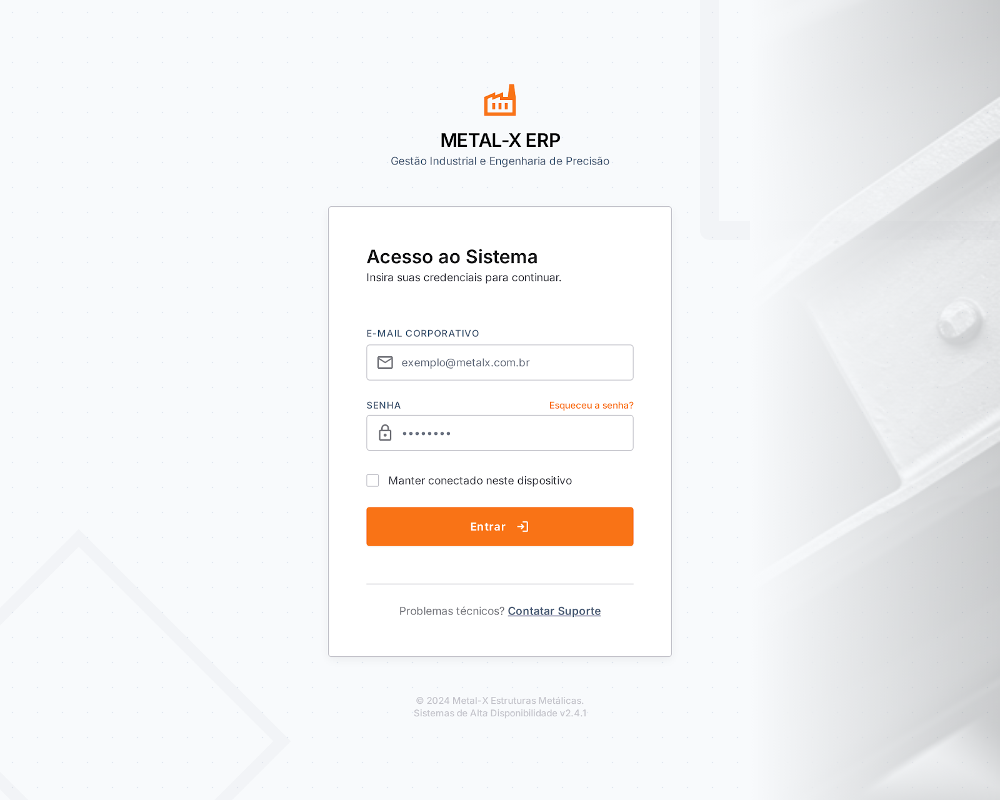 METAL-X ERP
Gestão Industrial e Engenharia de Precisão
Acesso ao Sistema
Insira suas credenciais para continuar.
E-MAIL CORPORATIVO
exemplo@metalx.com.br
SENHA
Esqueceu a senha?
••••••••
Manter conectado neste dispositivo
Entrar
Problemas técnicos? Contatar Suporte
© 2024 Metal-X Estruturas Metálicas.
Sistemas de Alta Disponibilidade v2.4.1